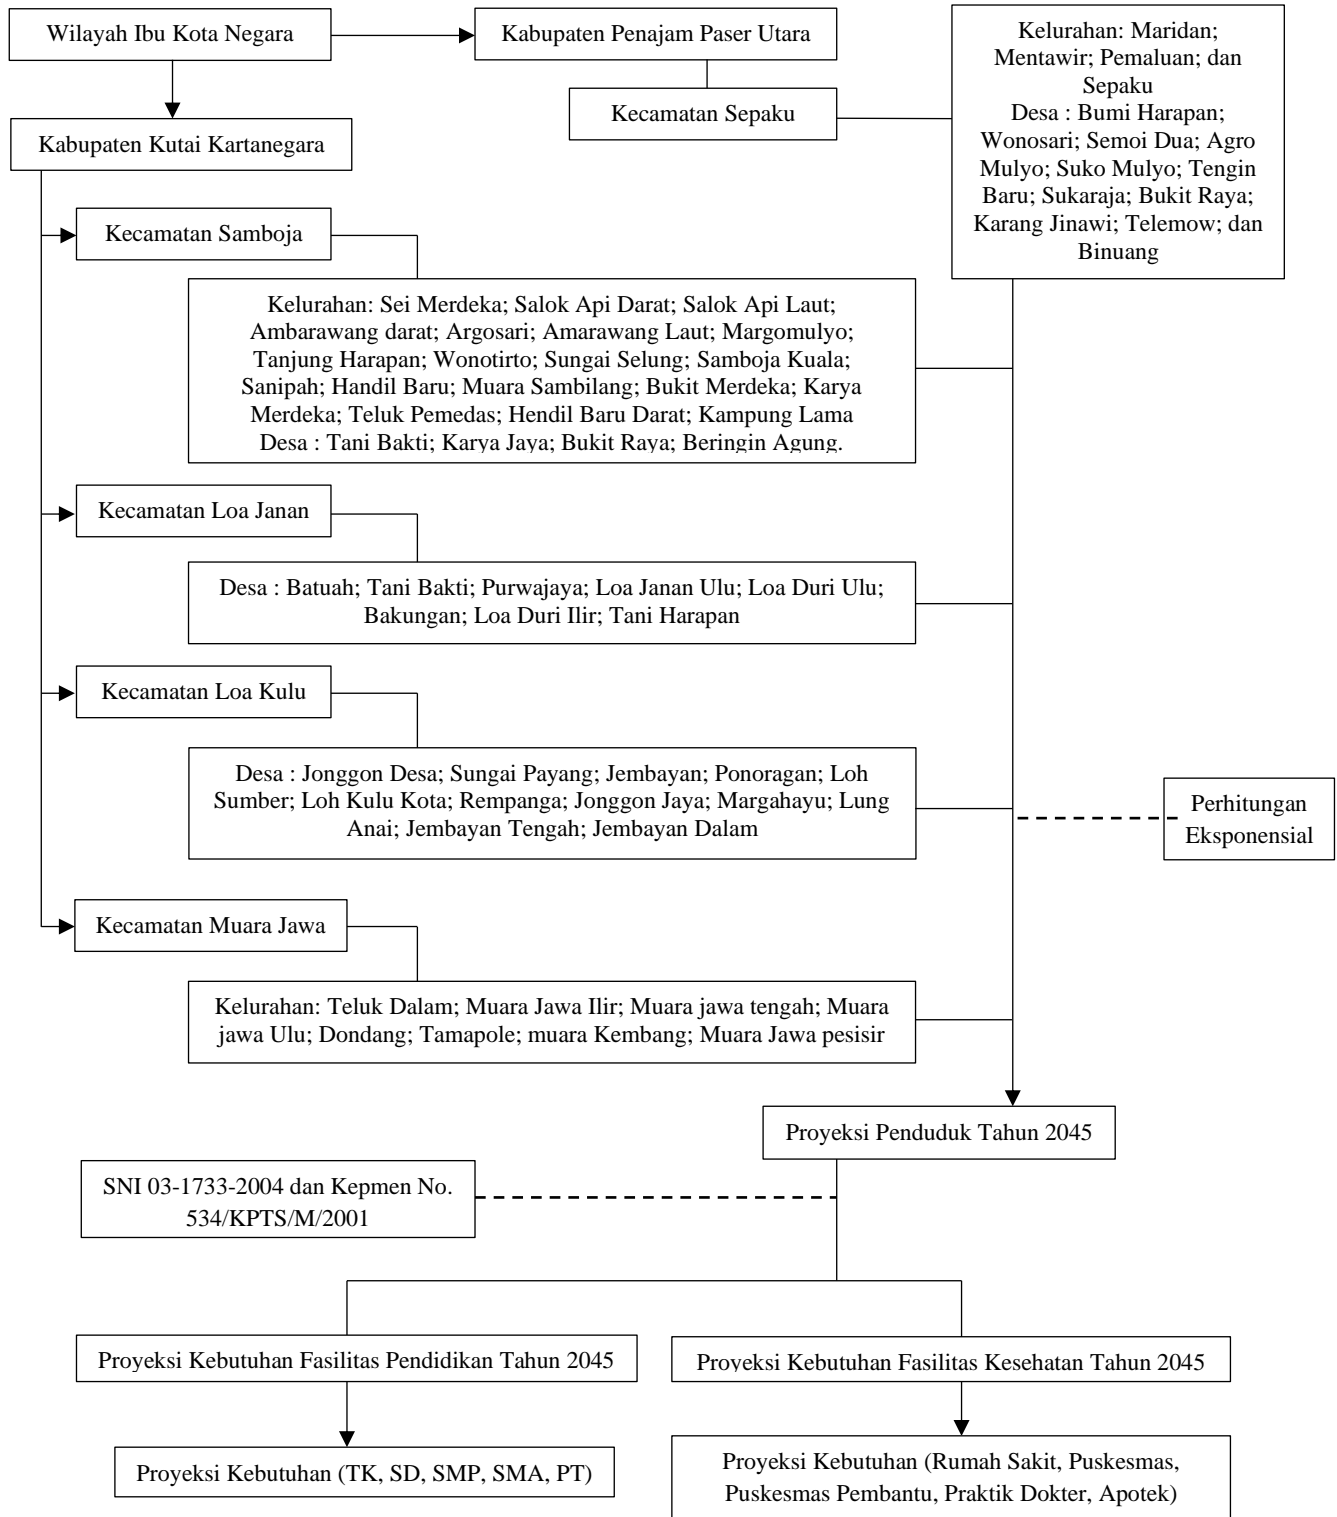 Wilayah Ibu Kota Negara
Kabupaten Penajam Paser Utara
Kelurahan: Maridan;
Mentawir; Pemaluan; dan
Sepaku
Desa : Bumi Harapan;
Wonosari; Semoi Dua; Agro
Mulyo; Suko Mulyo; Tengin
Baru; Sukaraja; Bukit Raya;
Karang Jinawi; Telemow; dan
Binuang
Kecamatan Sepaku
Kabupaten Kutai Kartanegara
Kecamatan Samboja
Kelurahan: Sei Merdeka; Salok Api Darat; Salok Api Laut;
Ambarawang darat; Argosari; Amarawang Laut; Margomulyo;
Tanjung Harapan; Wonotirto; Sungai Selung; Samboja Kuala;
Sanipah; Handil Baru; Muara Sambilang; Bukit Merdeka; Karya
Merdeka; Teluk Pemedas; Hendil Baru Darat; Kampung Lama
Desa : Tani Bakti; Karya Jaya; Bukit Raya; Beringin Agung.
Kecamatan Loa Janan
Desa : Batuah; Tani Bakti; Purwajaya; Loa Janan Ulu; Loa Duri Ulu;
Bakungan; Loa Duri Ilir; Tani Harapan
Kecamatan Loa Kulu
Desa : Jonggon Desa; Sungai Payang; Jembayan; Ponoragan; Loh
Sumber; Loh Kulu Kota; Rempanga; Jonggon Jaya; Margahayu; Lung
Anai; Jembayan Tengah; Jembayan Dalam
Perhitungan
Eksponensial
Kecamatan Muara Jawa
Kelurahan: Teluk Dalam; Muara Jawa Ilir; Muara jawa tengah; Muara
jawa Ulu; Dondang; Tamapole; muara Kembang; Muara Jawa pesisir
Proyeksi Penduduk Tahun 2045
SNI 03-1733-2004 dan Kepmen No.
534/KPTS/M/2001
Proyeksi Kebutuhan Fasilitas Pendidikan Tahun 2045
Proyeksi Kebutuhan Fasilitas Kesehatan Tahun 2045
Proyeksi Kebutuhan (TK, SD, SMP, SMA, PT)
Proyeksi Kebutuhan (Rumah Sakit, Puskesmas,
Puskesmas Pembantu, Praktik Dokter, Apotek)